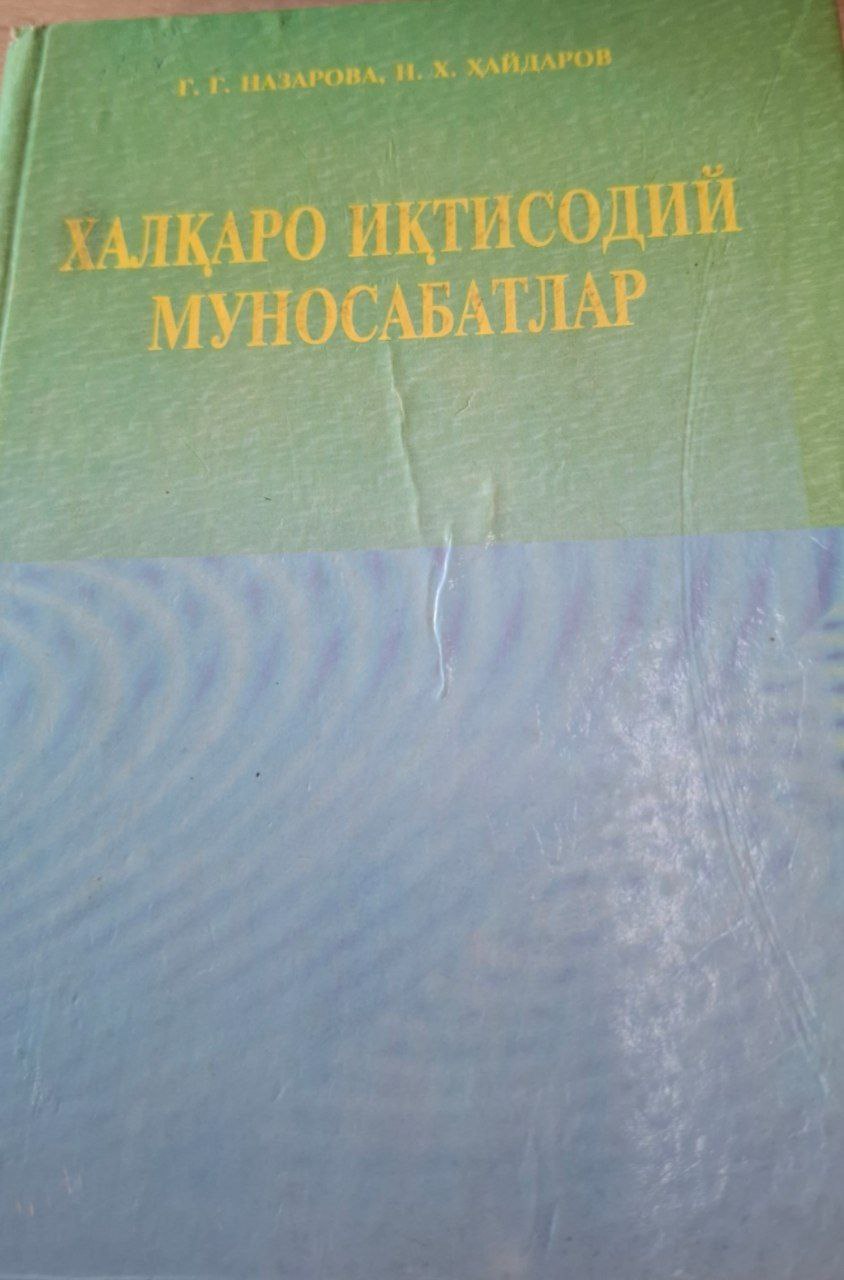 Г. Г. НАЗАРОВА, Н. Х. ҲАЙДАРОВ
ХАЛҚАРО ИҚТИСОДИЙ
МУНОСАБАТЛАР